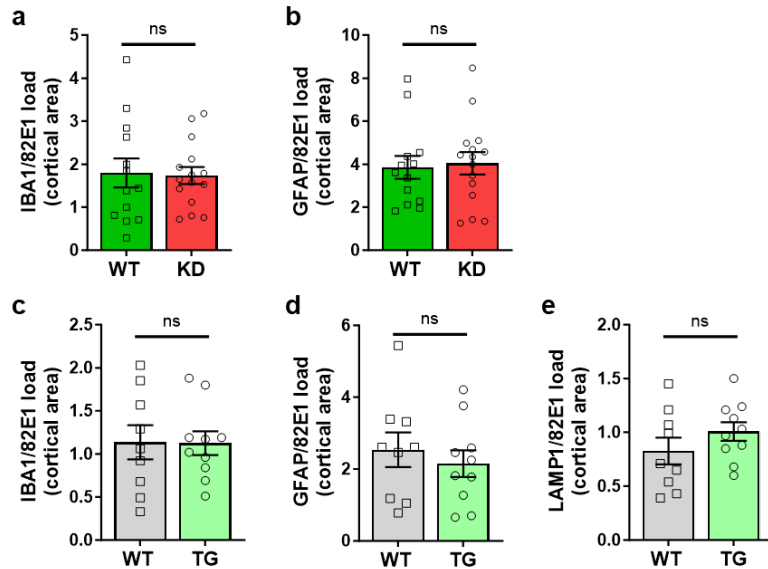 a
ns
IBA1/82E1 load
(cortical area)
5
4
3
2
1
0
WT KD
b
ns
GFAP/82E1 load
(cortical area)
10
8
6
4
2
0
WT KD
c
ns
IBA1/82E1 load
(cortical area)
2.5
2.0
1.5
1.0
0.5
0.0
WT TG
d
ns
GFAP/82E1 load
(cortical area)
6
4
2
0
WT TG
e
ns
LAMP1/82E1 load
(cortical area)
2.0
1.5
1.0
0.5
0.0
WT TG